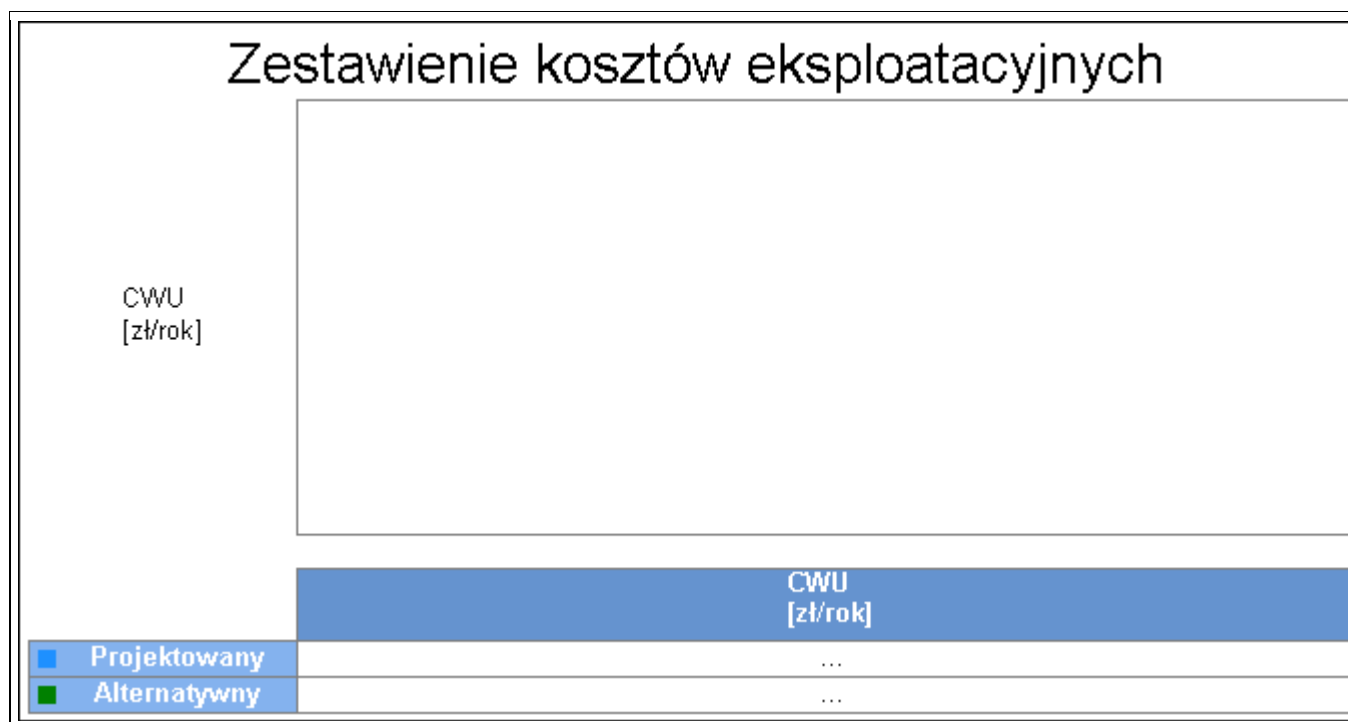 Zestawienie kosztów eksploatacyjnych
CWU
[zł/rok]
CWU
[zł/rok]
Projektowany ...
Alternatywny ...